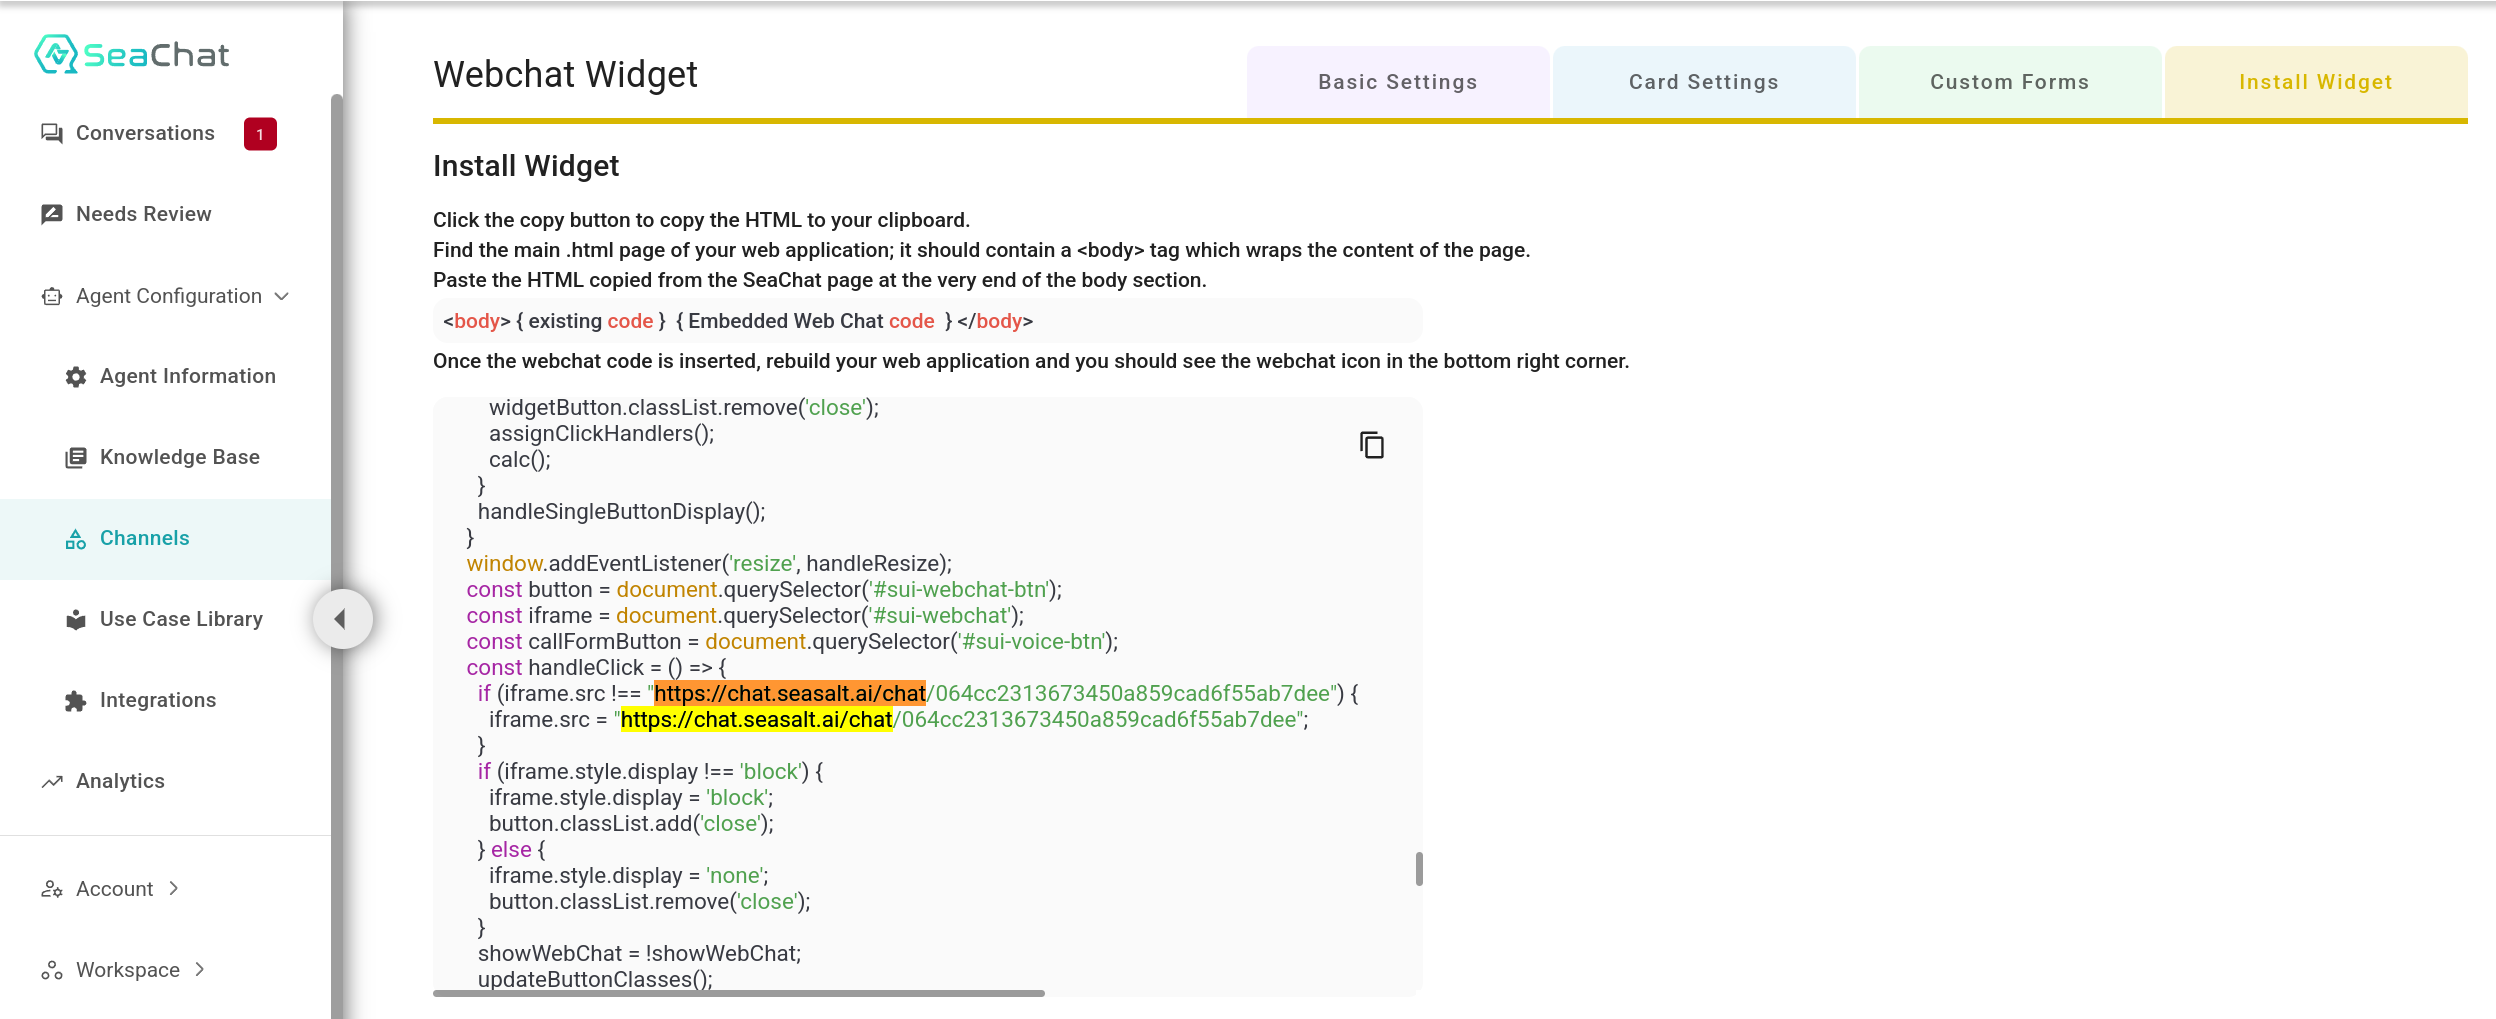 SeaChat
Conversations 1
Needs Review
Agent Configuration
Agent Information
Knowledge Base
Channels
Use Case Library
Integrations
Analytics
Account
Workspace
Webchat Widget
Basic Settings
Card Settings
Custom Forms
Install Widget
Install Widget
Click the copy button to copy the HTML to your clipboard.
Find the main .html page of your web application; it should contain a <body> tag which wraps the content of the page.
Paste the HTML copied from the SeaChat page at the very end of the body section.
<body> { existing code } { Embedded Web Chat code } </body>
Once the webchat code is inserted, rebuild your web application and you should see the webchat icon in the bottom right corner.
widgetButton.classList.remove('close');
assignClickHandlers();
calc();
}
handleSingleButtonDisplay();
}
window.addEventListener('resize', handleResize);
const button = document.querySelector('#sui-webchat-btn');
const iframe = document.querySelector('#sui-webchat');
const callFormButton = document.querySelector('#sui-voice-btn');
const handleClick = () => {
if (iframe.src !== "https://chat.seasalt.ai/chat/064cc2313673450a859cad6f55ab7dee") {
iframe.src = "https://chat.seasalt.ai/chat/064cc2313673450a859cad6f55ab7dee";
}
if (iframe.style.display !== 'block') {
iframe.style.display = 'block';
button.classList.add('close');
} else {
iframe.style.display = 'none';
button.classList.remove('close');
}
showWebChat = !showWebChat;
updateButtonClasses();